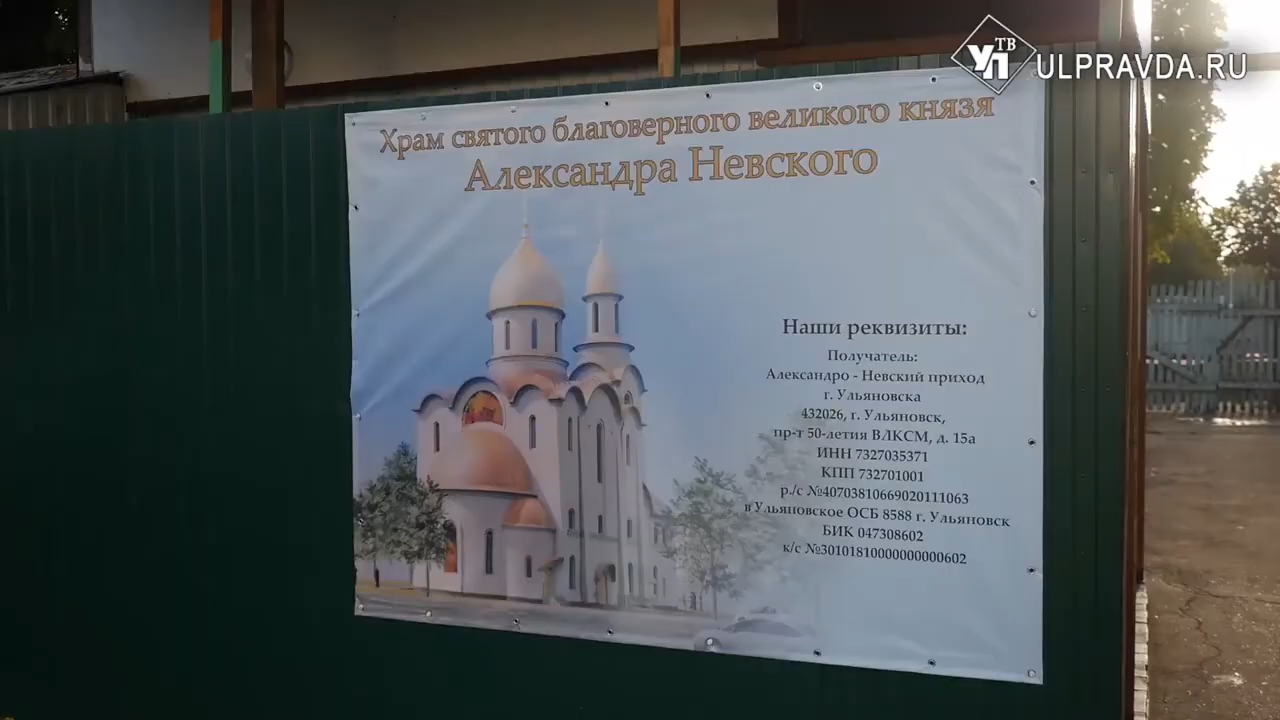 УП ТВ ULPRAVDA.RU
Храм святого благоверного великого князя
Александра Невского
Наши реквизиты:
Получатель:
Александро - Невский приход
г. Ульяновска
432026, г. Ульяновск,
пр-т 50-летия ВЛКСМ, д. 15а
ИНН 7327035371
КПП 732701001
р./с №40703810669020111063
в Ульяновское ОСБ 8588 г. Ульяновск
БИК 047308602
к/с №30101810000000000602